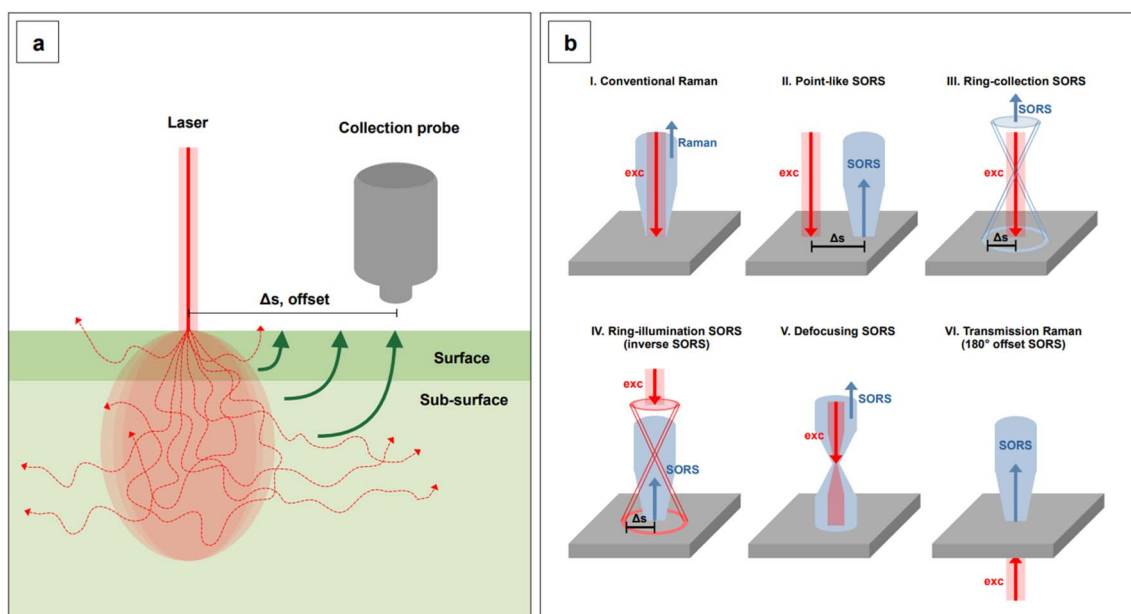 a
Laser
Collection probe
Δs, offset
Surface
Sub-surface
b
I. Conventional Raman
Raman
exc
II. Point-like SORS
exc
SORS
Δs
III. Ring-collection SORS
SORS
exc
Δs
IV. Ring-illumination SORS
(inverse SORS)
exc
SORS
Δs
V. Defocusing SORS
SORS
exc
VI. Transmission Raman
(180° offset SORS)
SORS
exc